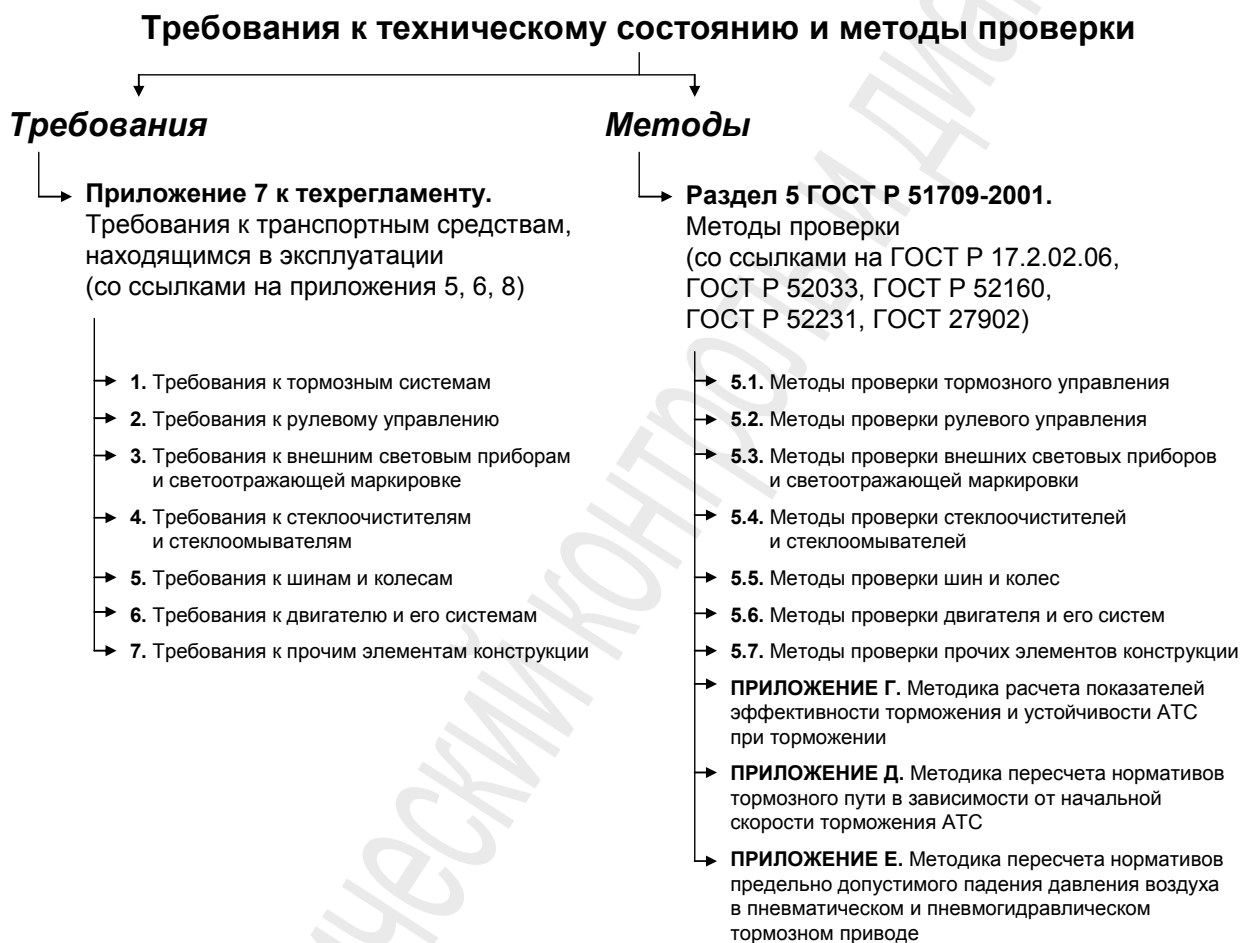 Требования к техническому состоянию и методы проверки
Требования
Приложение 7 к техрегламенту.
Требования к транспортным средствам,
находящимся в эксплуатации
(со ссылками на приложения 5, 6, 8)
1. Требования к тормозным системам
2. Требования к рулевому управлению
3. Требования к внешним световым приборам
и светоотражающей маркировке
4. Требования к стеклоочистителям
и стеклоомывателям
5. Требования к шинам и колесам
6. Требования к двигателю и его системам
7. Требования к прочим элементам конструкции
Методы
Раздел 5 ГОСТ Р 51709-2001.
Методы проверки
(со ссылками на ГОСТ Р 17.2.02.06,
ГОСТ Р 52033, ГОСТ Р 52160,
ГОСТ Р 52231, ГОСТ 27902)
5.1. Методы проверки тормозного управления
5.2. Методы проверки рулевого управления
5.3. Методы проверки внешних световых приборов
и светоотражающей маркировки
5.4. Методы проверки стеклоочистителей
и стеклоомывателей
5.5. Методы проверки шин и колес
5.6. Методы проверки двигателя и его систем
5.7. Методы проверки прочих элементов конструкции
ПРИЛОЖЕНИЕ Г. Методика расчета показателей
эффективности торможения и устойчивости АТС
при торможении
ПРИЛОЖЕНИЕ Д. Методика пересчета нормативов
тормозного пути в зависимости от начальной
скорости торможения АТС
ПРИЛОЖЕНИЕ Е. Методика пересчета нормативов
предельно допустимого падения давления воздуха
в пневматическом и пневмогидравлическом
тормозном приводе
ческий контроль и диаг